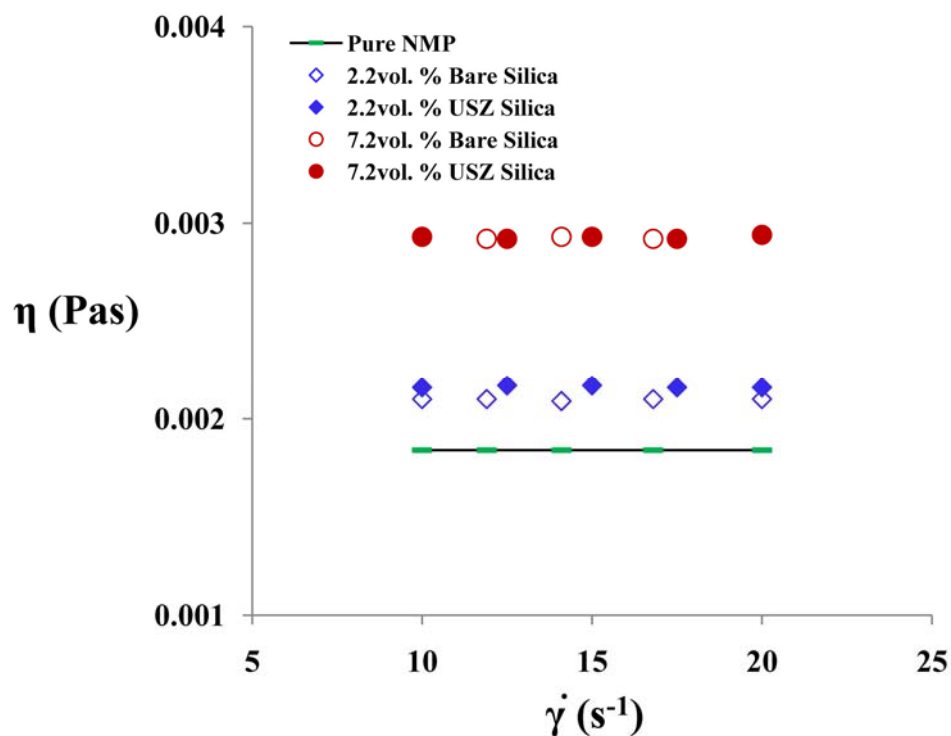 0.004
Pure NMP
2.2vol. % Bare Silica
2.2vol. % USZ Silica
7.2vol. % Bare Silica
7.2vol. % USZ Silica
0.003
η (Pas)
0.002
0.001
5 10 15 20 25
γ̇ (s⁻¹)